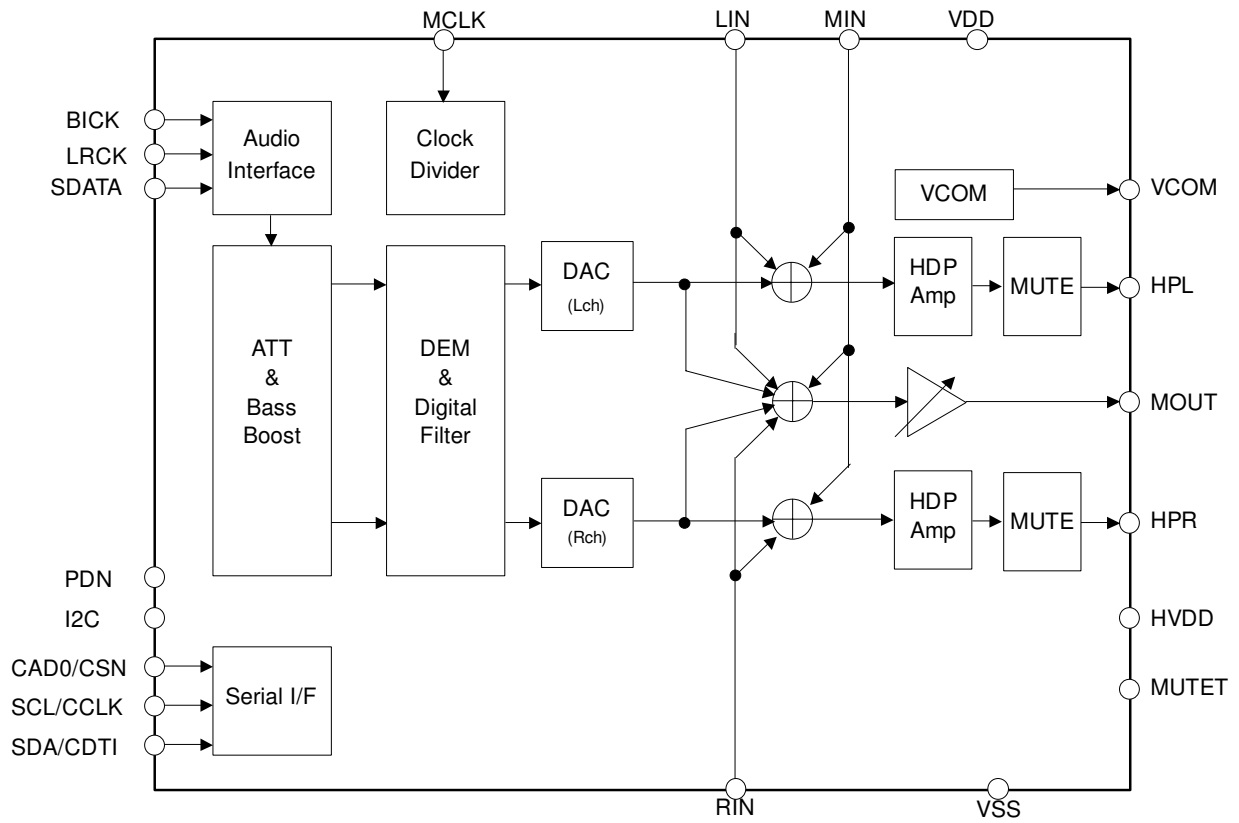 MCLK
LIN
MIN
VDD
BICK
LRCK
SDATA
Audio
Interface
Clock
Divider
VCOM
VCOM
ATT
&
Bass
Boost
DEM
&
Digital
Filter
DAC
(Lch)
HDP
Amp
MUTE
HPL
MOUT
DAC
(Rch)
HDP
Amp
MUTE
HPR
PDN
I2C
HVDD
CAD0/CSN
SCL/CCLK
SDA/CDTI
Serial I/F
MUTET
RIN
VSS